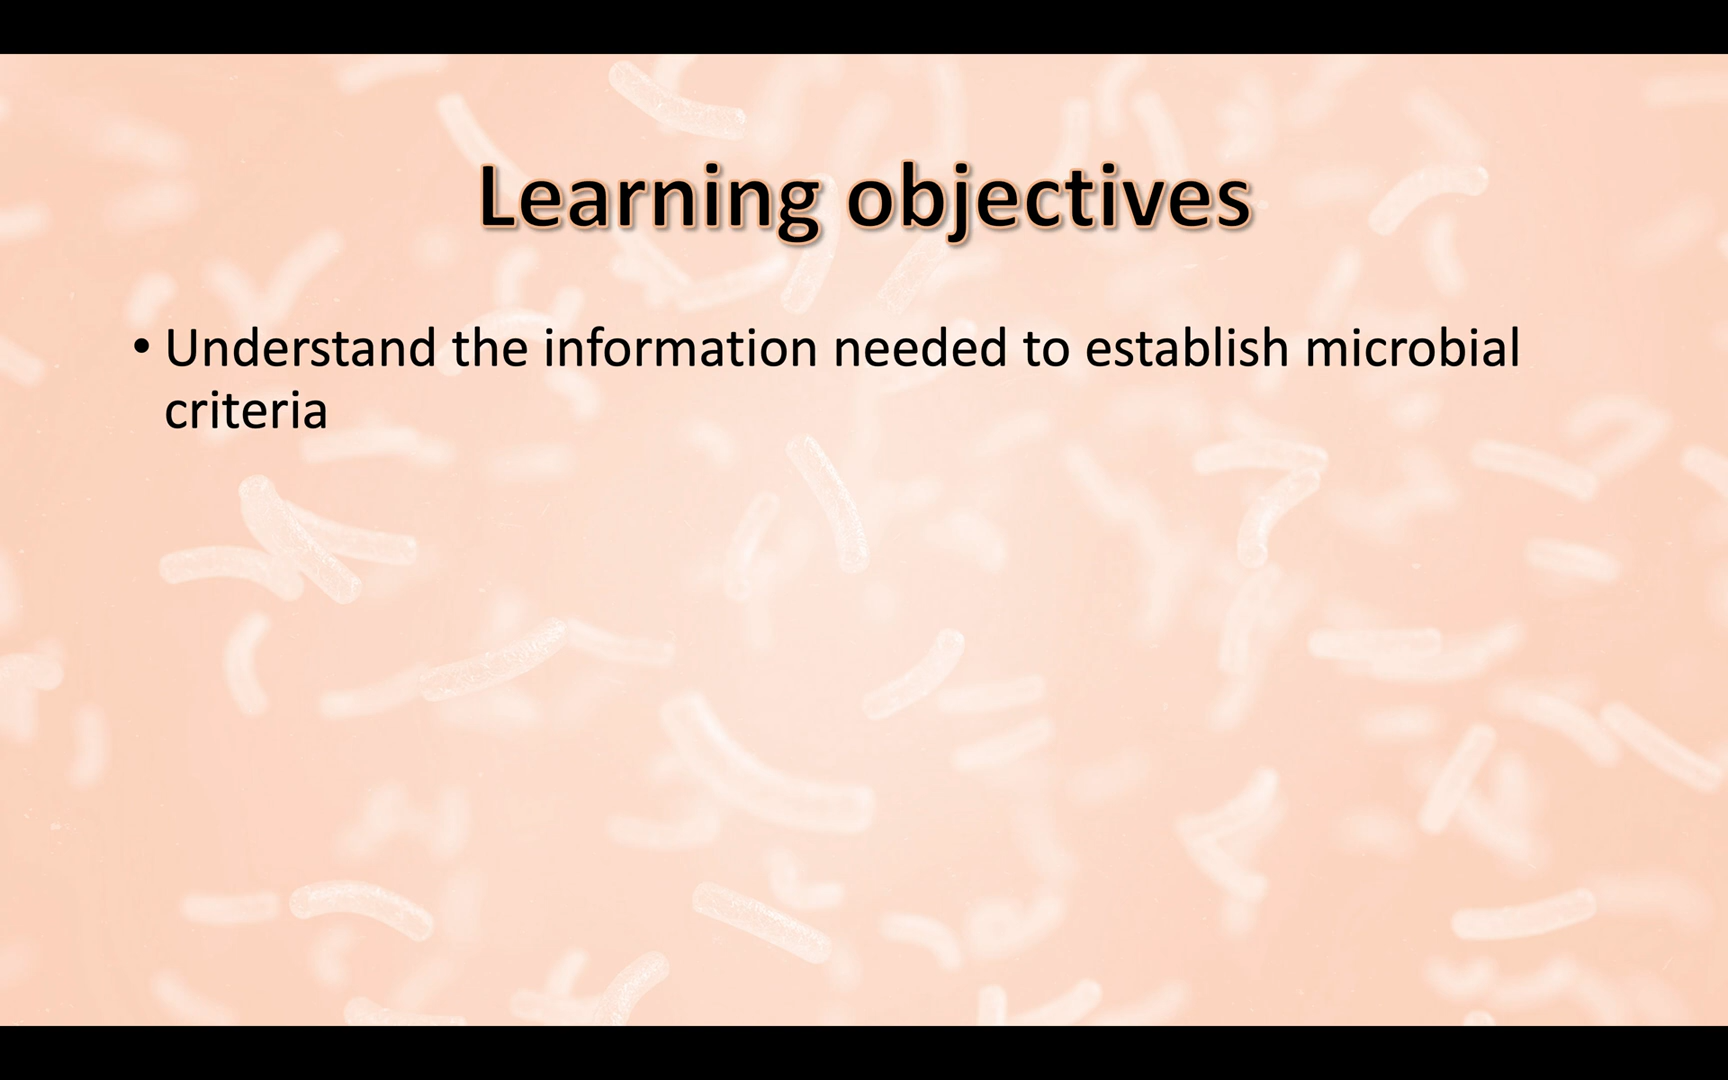 Learning objectives
• Understand the information needed to establish microbial
criteria